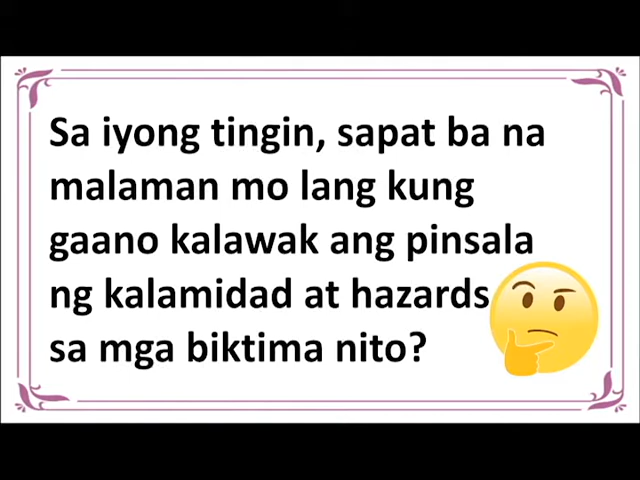 Sa iyong tingin, sapat ba na
malaman mo lang kung
gaano kalawak ang pinsala
ng kalamidad at hazards
sa mga biktima nito?